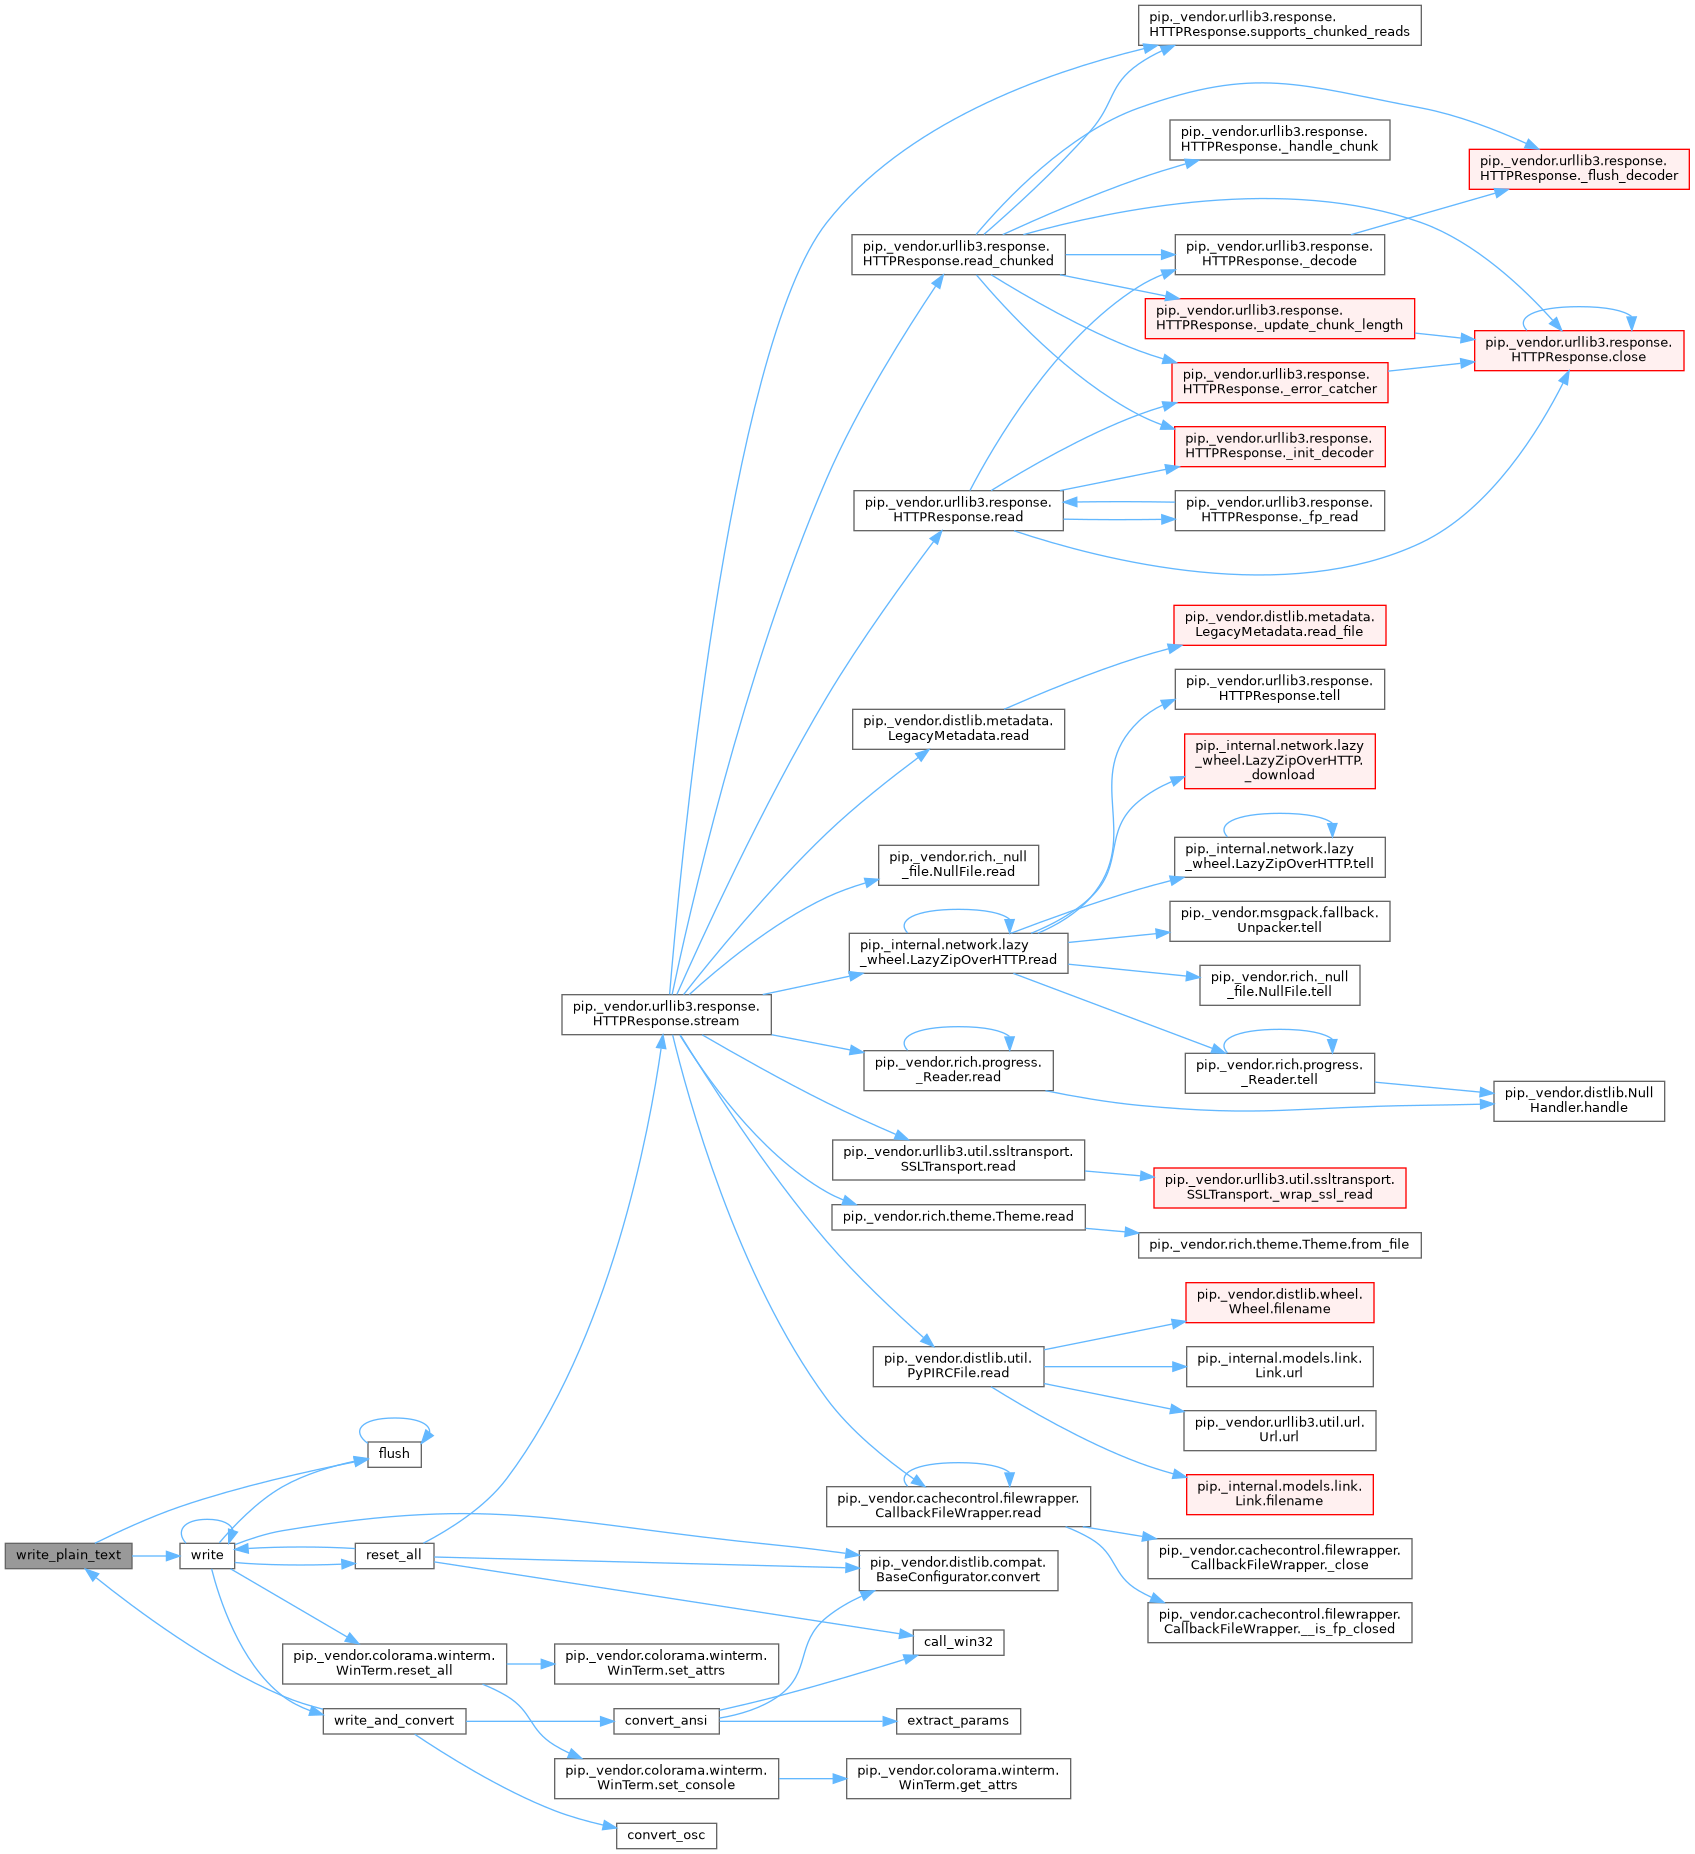 pip._vendor.urllib3.response.
HTTPResponse.supports_chunked_reads
pip._vendor.urllib3.response.
HTTPResponse._handle_chunk
pip._vendor.urllib3.response.
HTTPResponse._flush_decoder
pip._vendor.urllib3.response.
HTTPResponse.read_chunked
pip._vendor.urllib3.response.
HTTPResponse._decode
pip._vendor.urllib3.response.
HTTPResponse._update_chunk_length
pip._vendor.urllib3.response.
HTTPResponse.close
pip._vendor.urllib3.response.
HTTPResponse._error_catcher
pip._vendor.urllib3.response.
HTTPResponse._init_decoder
pip._vendor.urllib3.response.
HTTPResponse.read
pip._vendor.urllib3.response.
HTTPResponse._fp_read
pip._vendor.distlib.metadata.
LegacyMetadata.read_file
pip._vendor.urllib3.response.
HTTPResponse.tell
pip._vendor.distlib.metadata.
LegacyMetadata.read
pip._internal.network.lazy
_wheel.LazyZipOverHTTP.
_download
pip._internal.network.lazy
_wheel.LazyZipOverHTTP.tell
pip._vendor.rich._null
_file.NullFile.read
pip._vendor.msgpack.fallback.
Unpacker.tell
pip._internal.network.lazy
_wheel.LazyZipOverHTTP.read
pip._vendor.rich._null
_file.NullFile.tell
pip._vendor.urllib3.response.
HTTPResponse.stream
pip._vendor.rich.progress.
_Reader.read
pip._vendor.rich.progress.
_Reader.tell
pip._vendor.distlib.Null
Handler.handle
pip._vendor.urllib3.util.ssltransport.
SSLTransport.read
pip._vendor.urllib3.util.ssltransport.
SSLTransport._wrap_ssl_read
pip._vendor.rich.theme.Theme.read
pip._vendor.rich.theme.Theme.from_file
pip._vendor.distlib.wheel.
Wheel.filename
pip._vendor.distlib.util.
PyPIRCFile.read
pip._internal.models.link.
Link.url
pip._vendor.urllib3.util.url.
Url.url
flush
pip._internal.models.link.
Link.filename
pip._vendor.cachecontrol.filewrapper.
CallbackFileWrapper.read
write_plain_text
write
reset_all
pip._vendor.cachecontrol.filewrapper.
CallbackFileWrapper._close
pip._vendor.distlib.compat.
BaseConfigurator.convert
pip._vendor.cachecontrol.filewrapper.
CallbackFileWrapper.__is_fp_closed
call_win32
pip._vendor.colorama.winterm.
WinTerm.reset_all
pip._vendor.colorama.winterm.
WinTerm.set_attrs
write_and_convert
convert_ansi
extract_params
pip._vendor.colorama.winterm.
WinTerm.set_console
pip._vendor.colorama.winterm.
WinTerm.get_attrs
convert_osc